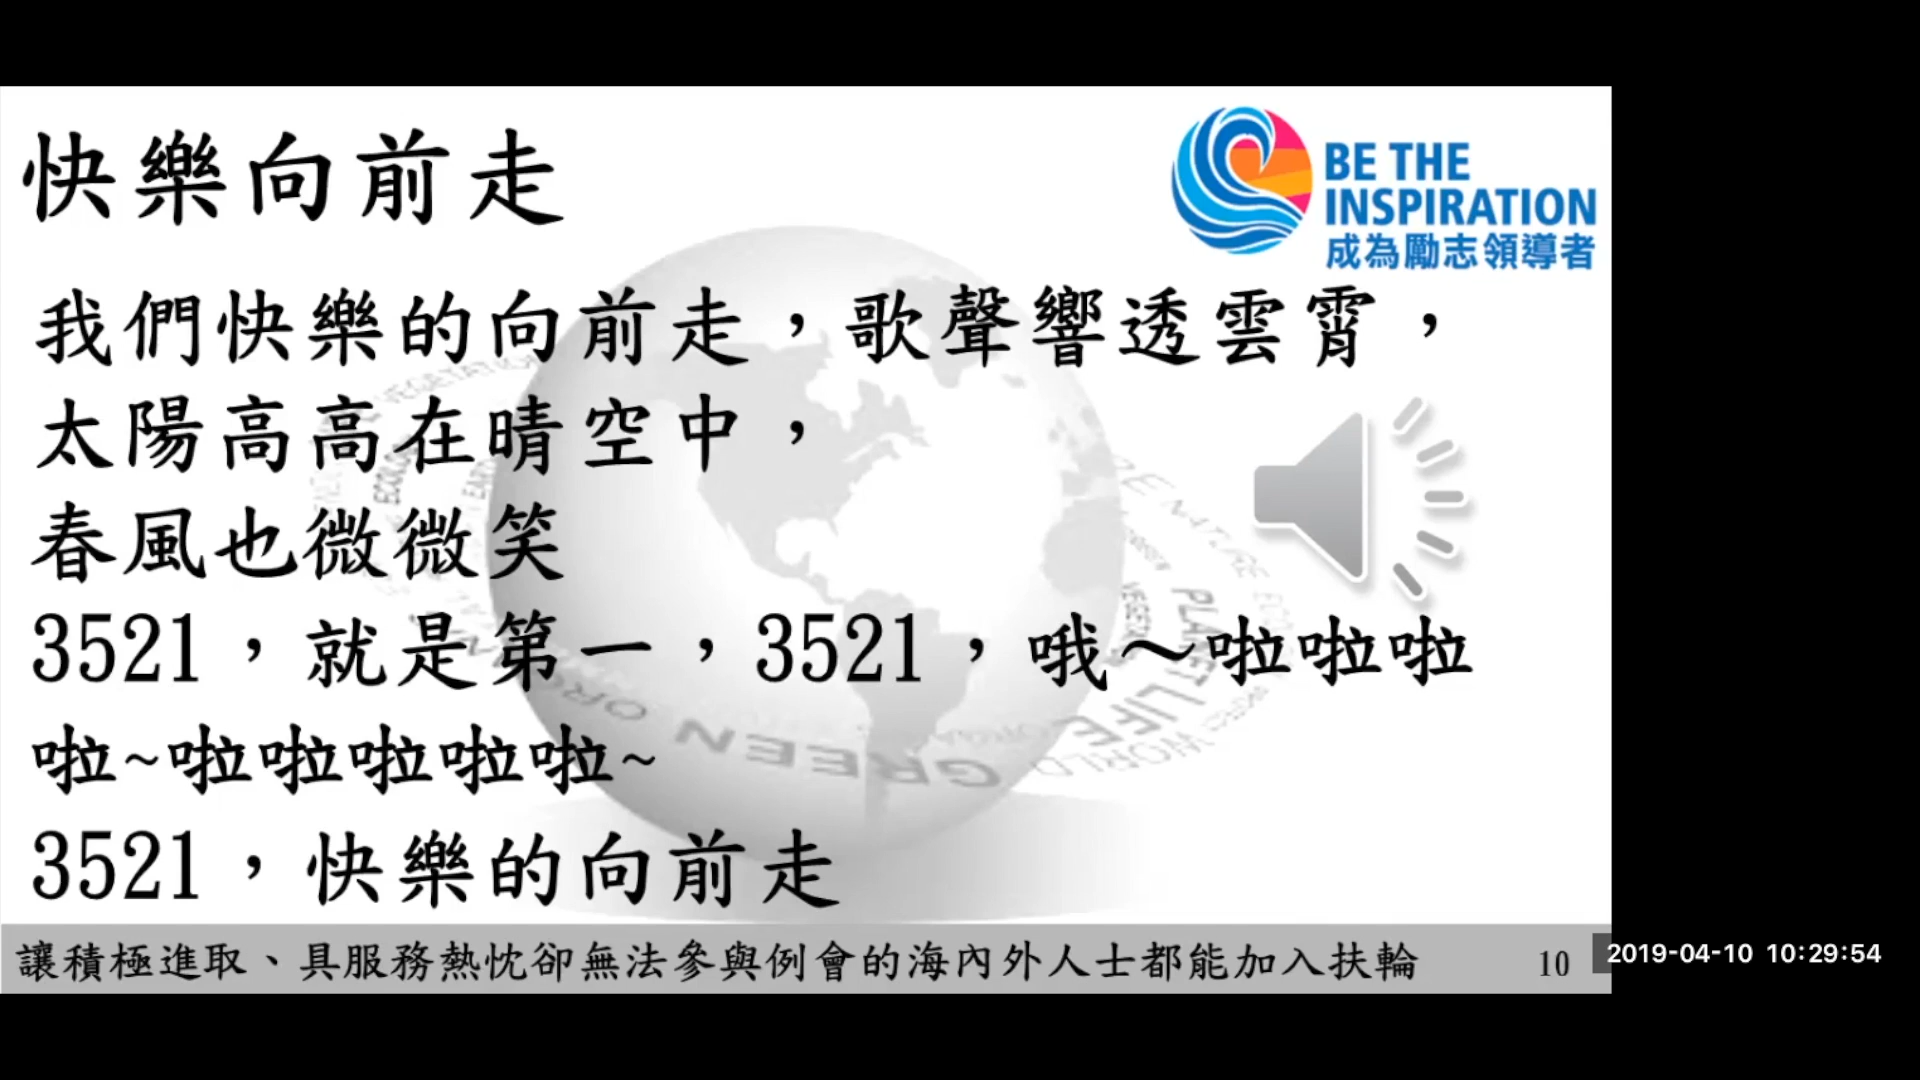 快樂向前走
BE THE
INSPIRATION
成為勵志領導者
我們快樂的向前走，歌聲響透雲霄，
太陽高高在晴空中，
春風也微微笑
3521，就是第一，3521，哦～啦啦啦
啦~啦啦啦啦啦~
3521，快樂的向前走
GREEN
PLANET LIFE
WORLD
讓積極進取、具服務熱忱卻無法參與例會的海內外人士都能加入扶輪
10
2019-04-10 10:29:54